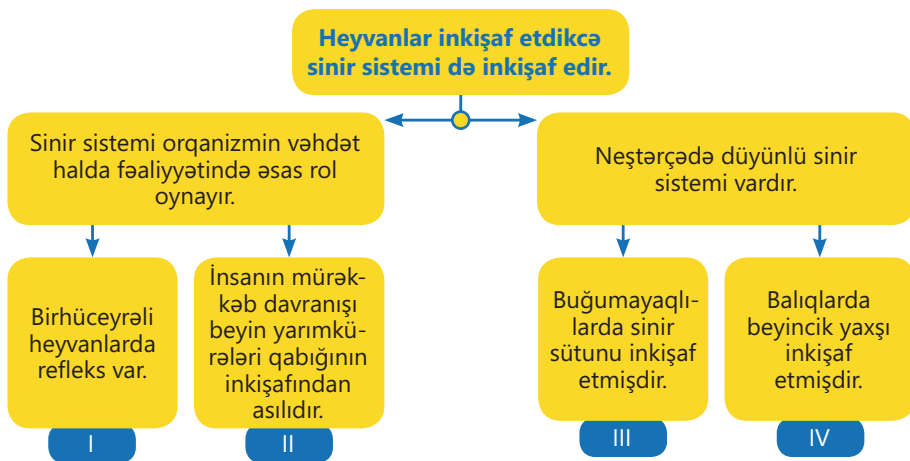 Heyvanlar inkişaf etdikcə
sinir sistemi də inkişaf edir.
Sinir sistemi orqanizmin vəhdət
halda fəaliyyətində əsas rol
oynayır.
Neştərçədə düyünlü sinir
sistemi vardır.
Birhüceyrəli
heyvanlarda
refleks var.
I
İnsanın mürək-
kəb davranışı
beyin yarımkü-
rələri qabığının
inkişafından
asılıdır.
II
Buğumayaqlı-
larda sinir
sütunu inkişaf
etmişdir.
III
Balıqlarda
beyincik yaxşı
inkişaf
etmişdir.
IV